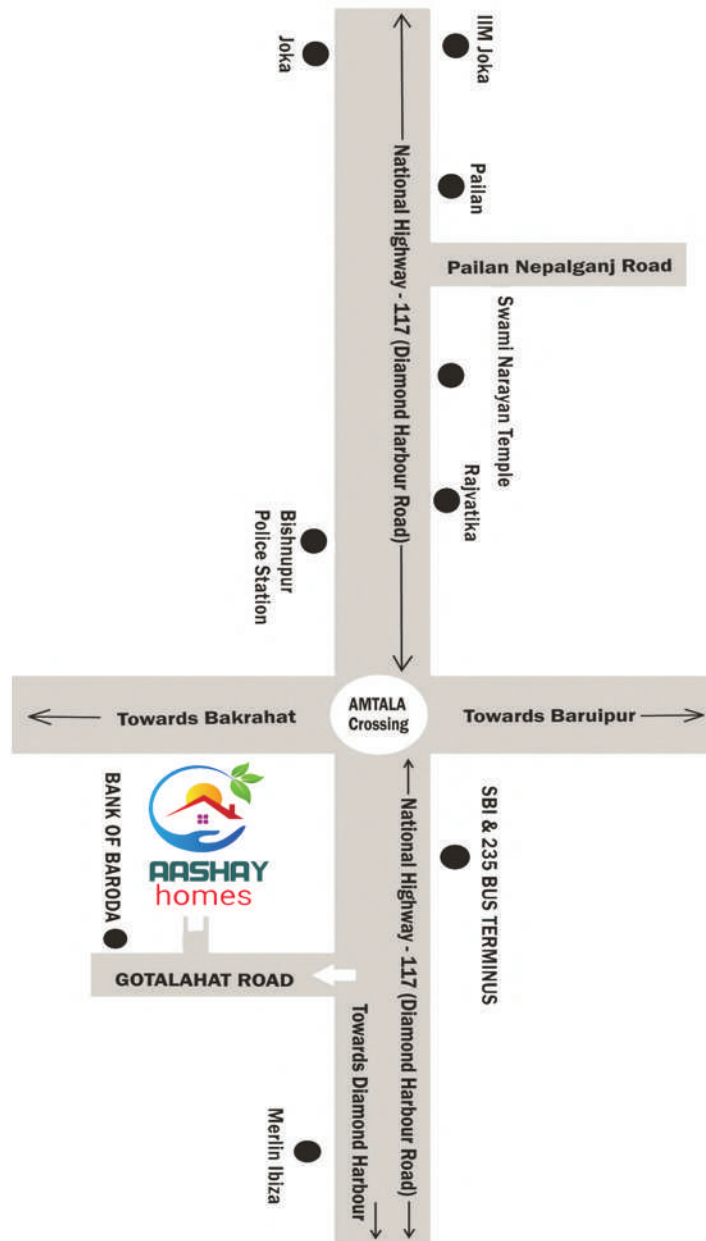 IIM Joka
Joka
Pailan
National Highway - 117 (Diamond Harbour Road)
Pailan Nepalganj Road
Swami Narayan Temple
Rajvatika
Bishnupur
Police Station
AMTALA
Crossing
Towards Bakrahat
Towards Baruipur
BANK OF BARODA
AASHAY
homes
SBI & 235 BUS TERMINUS
National Highway - 117 (Diamond Harbour Road)
GOTALAHAT ROAD
Towards Diamond Harbour
Merlin Ibiza